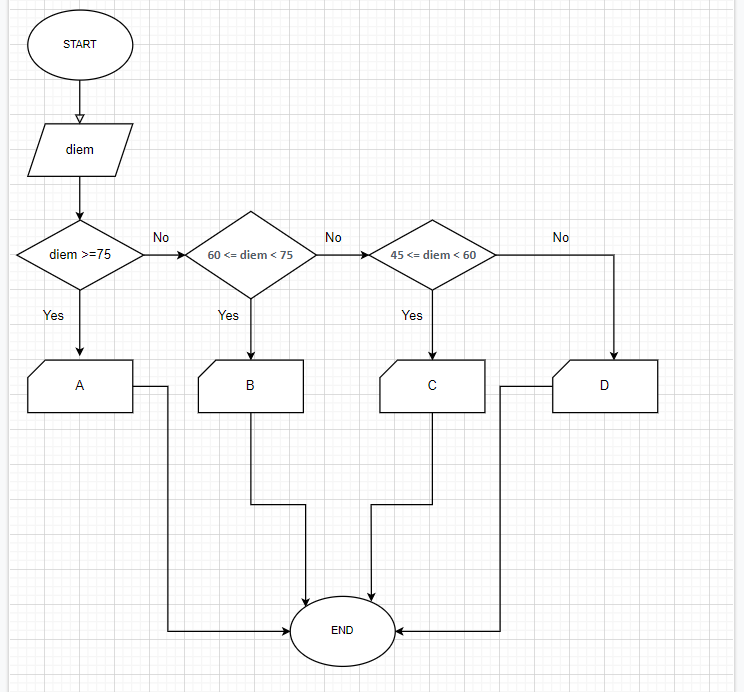 START
diem
diem >=75
No
60 <= diem < 75
No
45 <= diem < 60
No
Yes
Yes
Yes
A
B
C
D
END